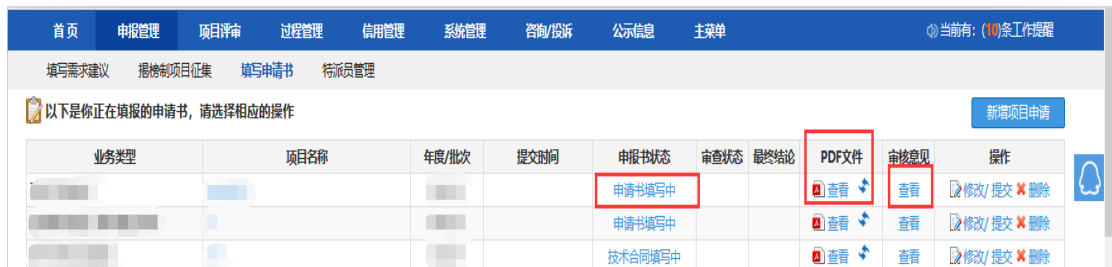 首页 申报管理 项目评审 过程管理 信用管理 系统管理 咨询/投诉 公示信息 主菜单 当前有：(10)条工作提醒
填写需求建议 揭榜制项目征集 填写申请书 特派员管理
以下是你正在填报的申请书，请选择相应的操作 新增项目申请
业务类型 项目名称 年度/批次 提交时间 申报书状态 审查状态 最终结论 PDF文件 审核意见 操作
申请书填写中 查看 查看 修改/ 提交 删除
申请书填写中 查看 查看 修改/ 提交 删除
技术合同填写中 查看 查看 修改/ 提交 删除